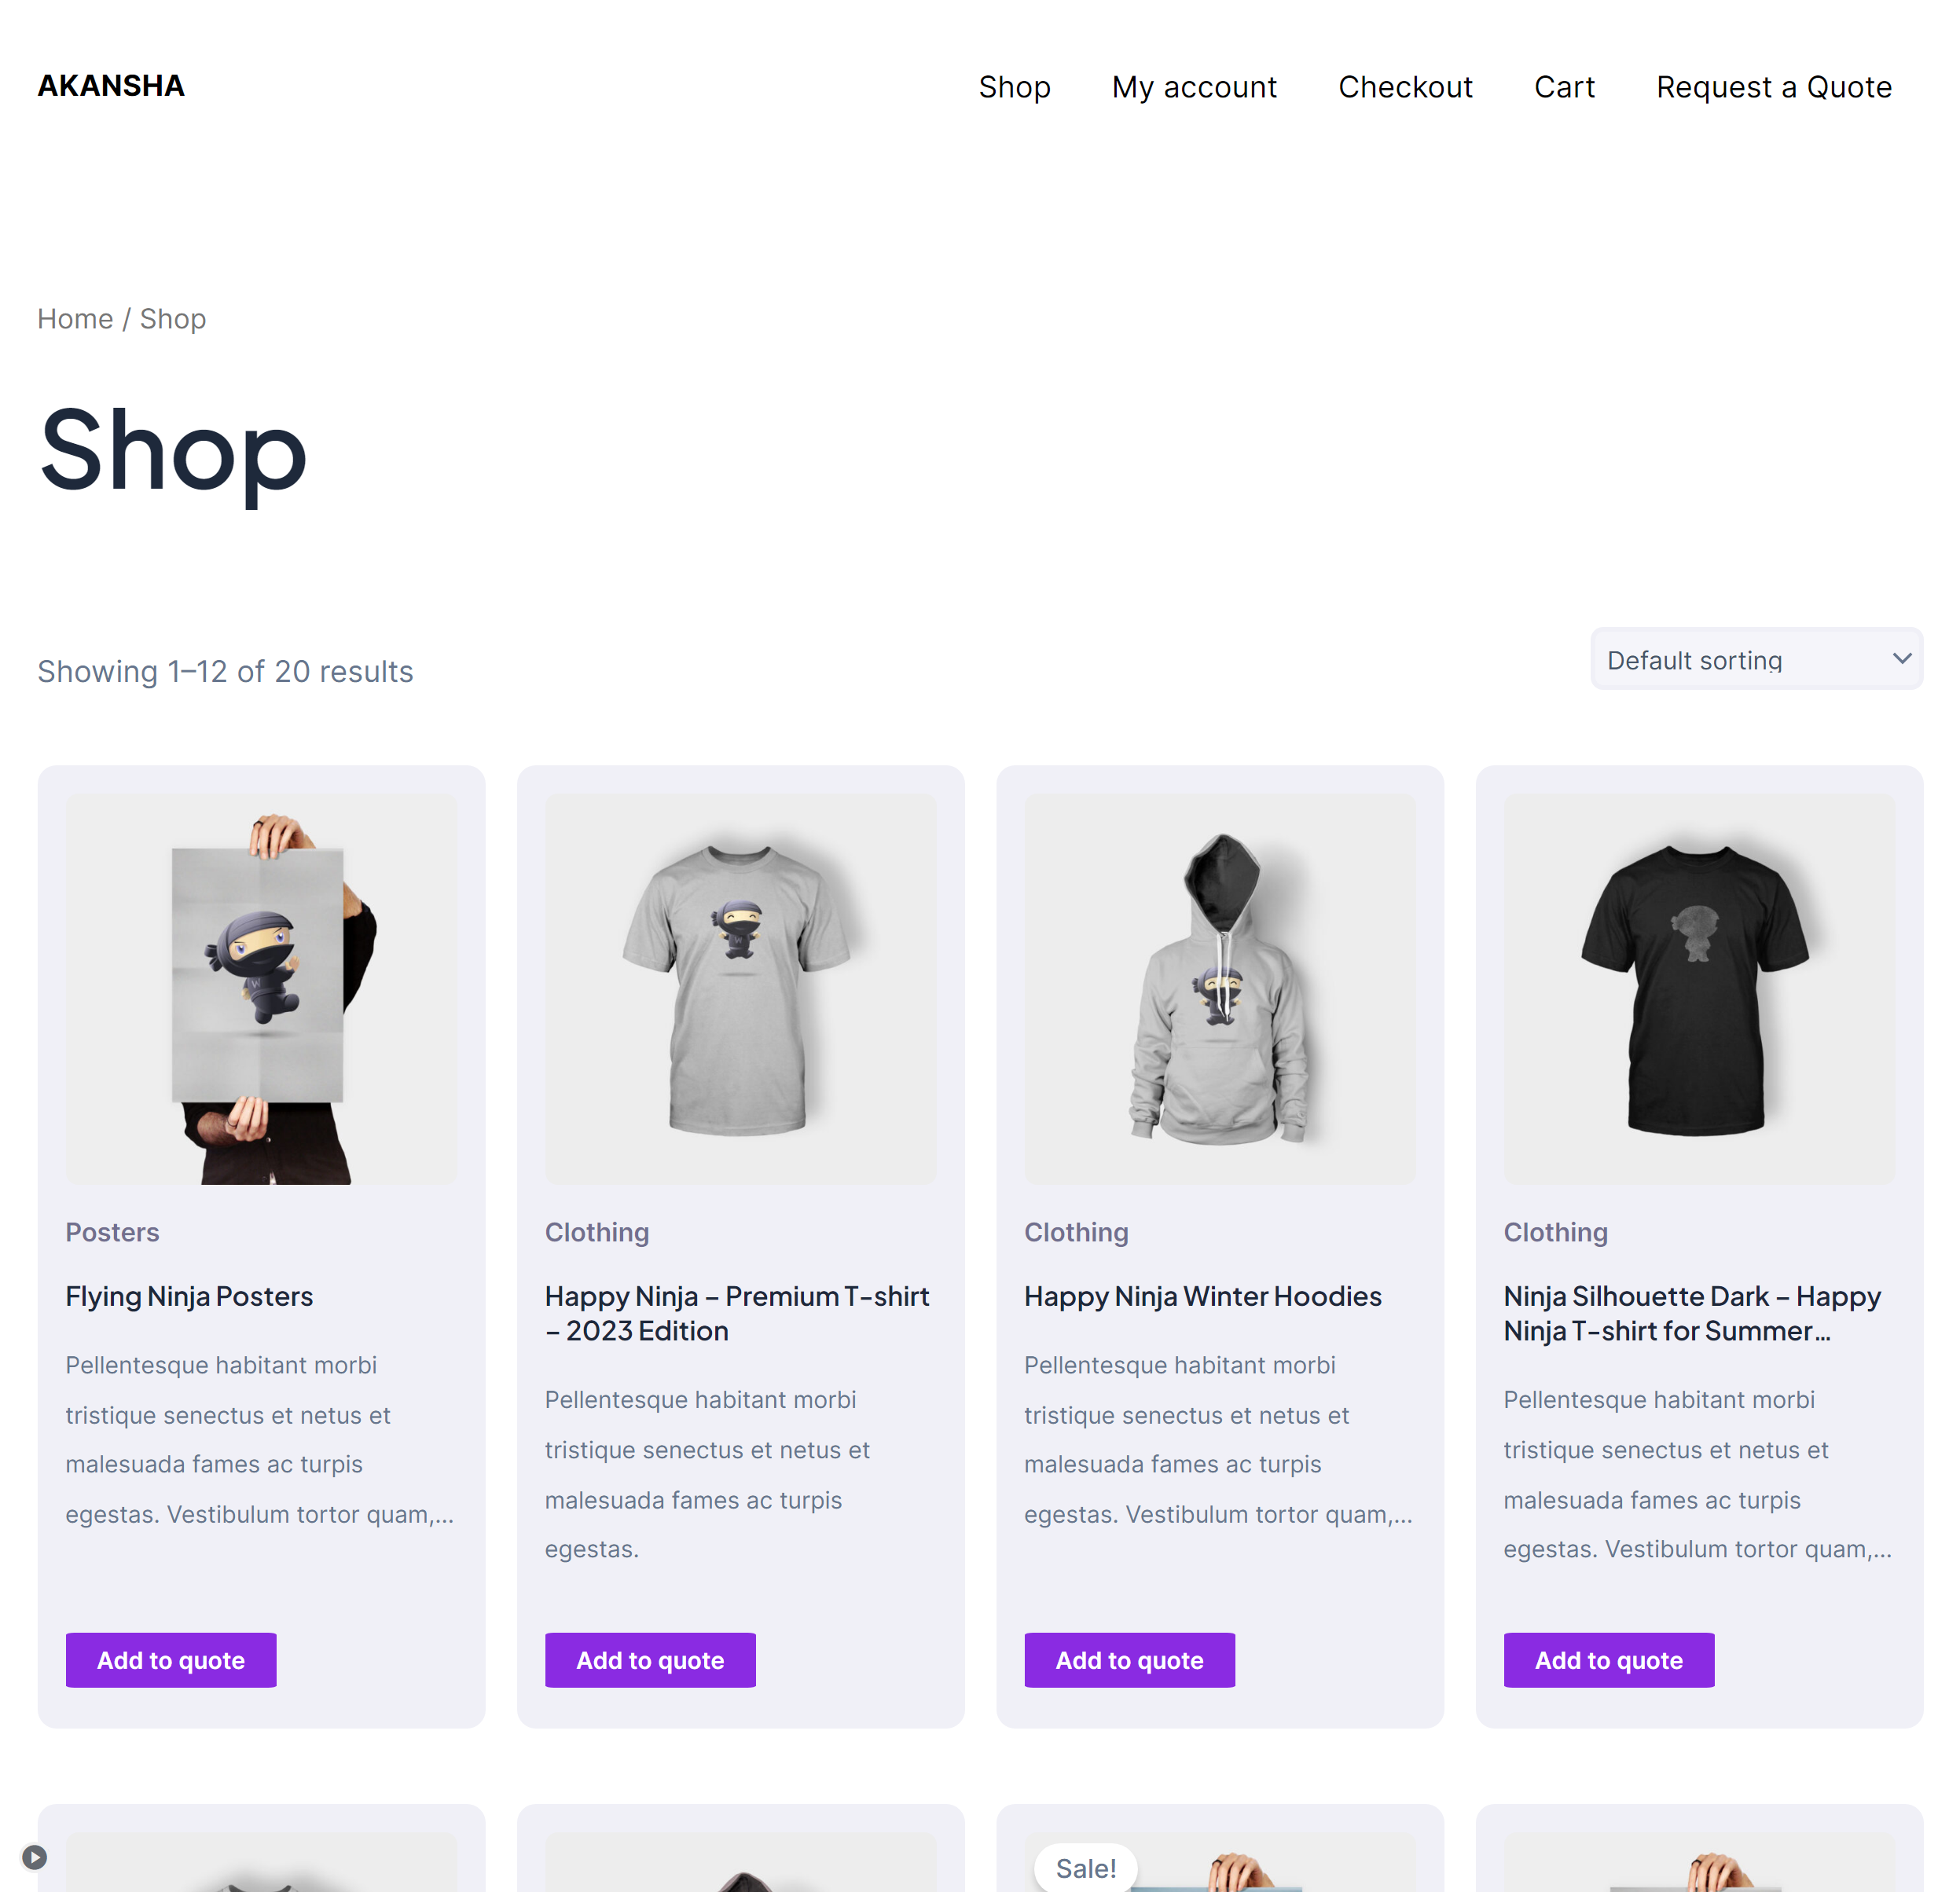 AKANSHA
Shop
My account
Checkout
Cart
Request a Quote
Home / Shop
Shop
Showing 1–12 of 20 results
Default sorting
Posters
Flying Ninja Posters
Pellentesque habitant morbi
tristique senectus et netus et
malesuada fames ac turpis
egestas. Vestibulum tortor quam,...
Add to quote
Clothing
Happy Ninja – Premium T-shirt
– 2023 Edition
Pellentesque habitant morbi
tristique senectus et netus et
malesuada fames ac turpis
egestas.
Add to quote
Clothing
Happy Ninja Winter Hoodies
Pellentesque habitant morbi
tristique senectus et netus et
malesuada fames ac turpis
egestas. Vestibulum tortor quam,...
Add to quote
Clothing
Ninja Silhouette Dark – Happy
Ninja T-shirt for Summer...
Pellentesque habitant morbi
tristique senectus et netus et
malesuada fames ac turpis
egestas. Vestibulum tortor quam,...
Add to quote
Sale!